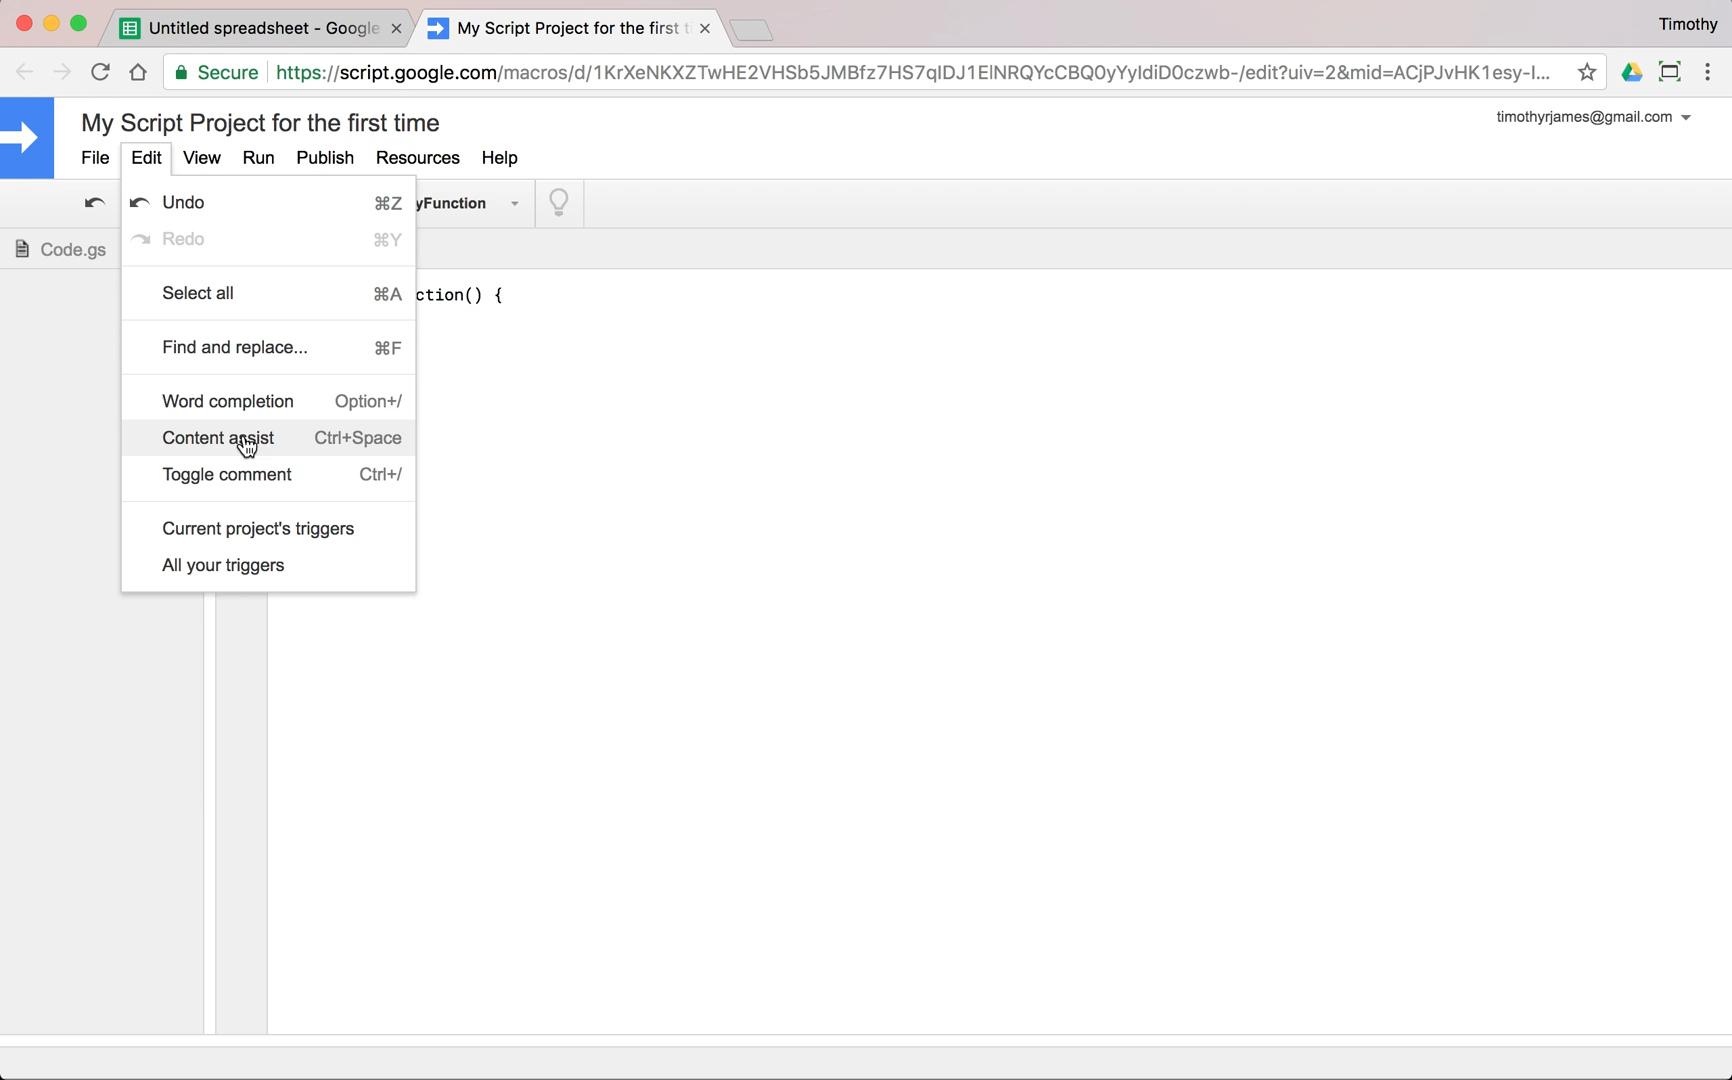 Untitled spreadsheet - Google
My Script Project for the first ti
Timothy
Secure https://script.google.com/macros/d/1KrXeNKXZTwHE2VHSb5JMBfz7HS7qIDJ1EINRQYcCBQ0yYyIdiD0czwb-/edit?uiv=2&mid=ACjPJvHK1esy-I...
My Script Project for the first time
timothyrjames@gmail.com
File Edit View Run Publish Resources Help
Undo ⌘Z
yFunction
Redo ⌘Y
Code.gs
Select all ⌘A
ction() {
Find and replace... ⌘F
Word completion Option+/
Content assist Ctrl+Space
Toggle comment Ctrl+/
Current project's triggers
All your triggers